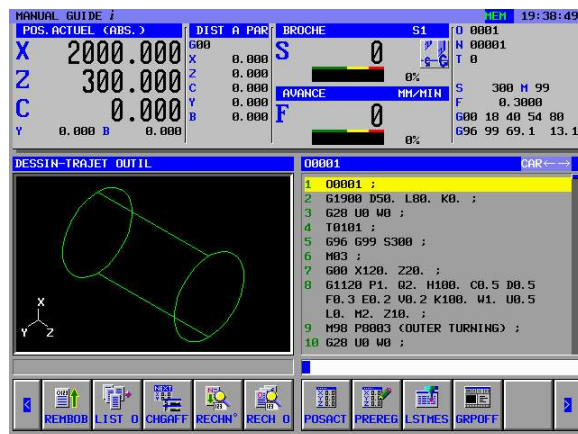 MANUAL GUIDE i MEM 19:38:49
POS.ACTUEL (ABS.) DIST A PAR BROCHE S1 O 0001
X 2000.000 G00 S 0 N 00001
X 0.000 T 0
Z 300.000 Z 0.000 0%
C 0.000 AVANCE MM/MIN S 300 M 99
C 0.000 Y 0.000 F 0 F 0.3000
B 0.000 G00 18 40 54 80
Y 0.000 B 0.000 0% G96 99 69.1 13.1
DESSIN-TRAJET OUTIL O0001 CAR←→
1 O0001 ;
2 G1900 D50. L80. K0. ;
3 G28 U0 W0 ;
4 T0101 ;
5 G96 G99 S300 ;
6 M03 ;
7 G00 X120. Z20. ;
8 G1120 P1. Q2. H100. C0.5 D0.5
F0.3 E0.2 V0.2 K100. W1. U0.5
L0. M2. Z10. ;
9 M98 P8003 (OUTER TURNING) ;
10 G28 U0 W0 ;
X
Y Z
REMBOB LIST O CHGAFF RECHN° RECH O POSACT PREREG LSTMES GRPOFF